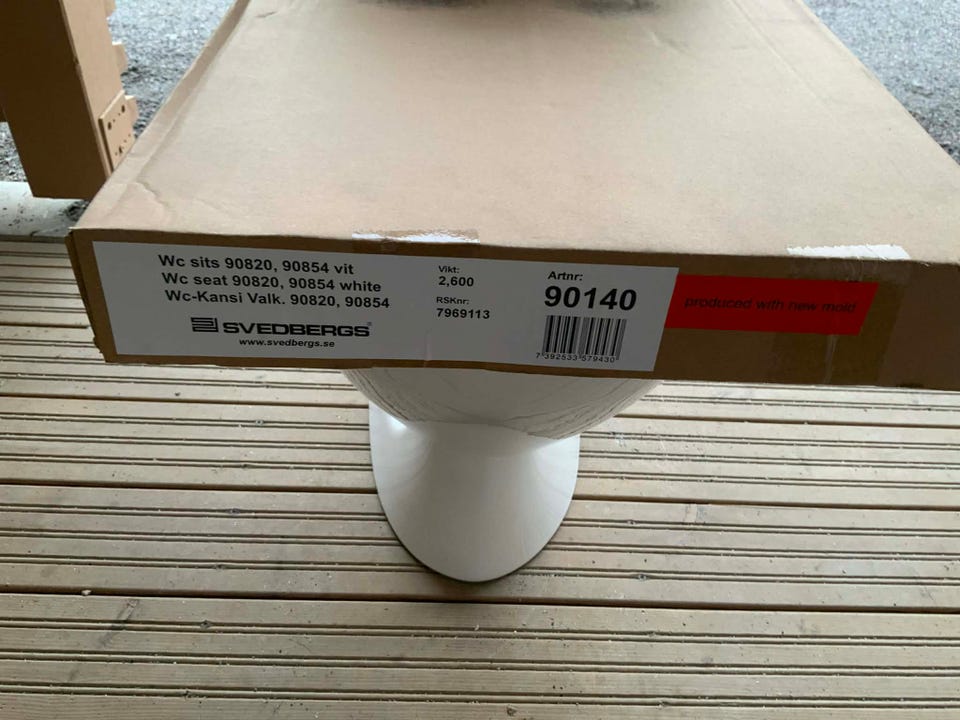 Wc sits 90820, 90854 vit
Wc seat 90820, 90854 white
Wc-Kansi Valk. 90820, 90854
SVEDBERGS®
www.svedbergs.se
Vikt:
2,600
RSKnr:
7969113
Artnr:
90140
7 392533 579430
produced with new mold